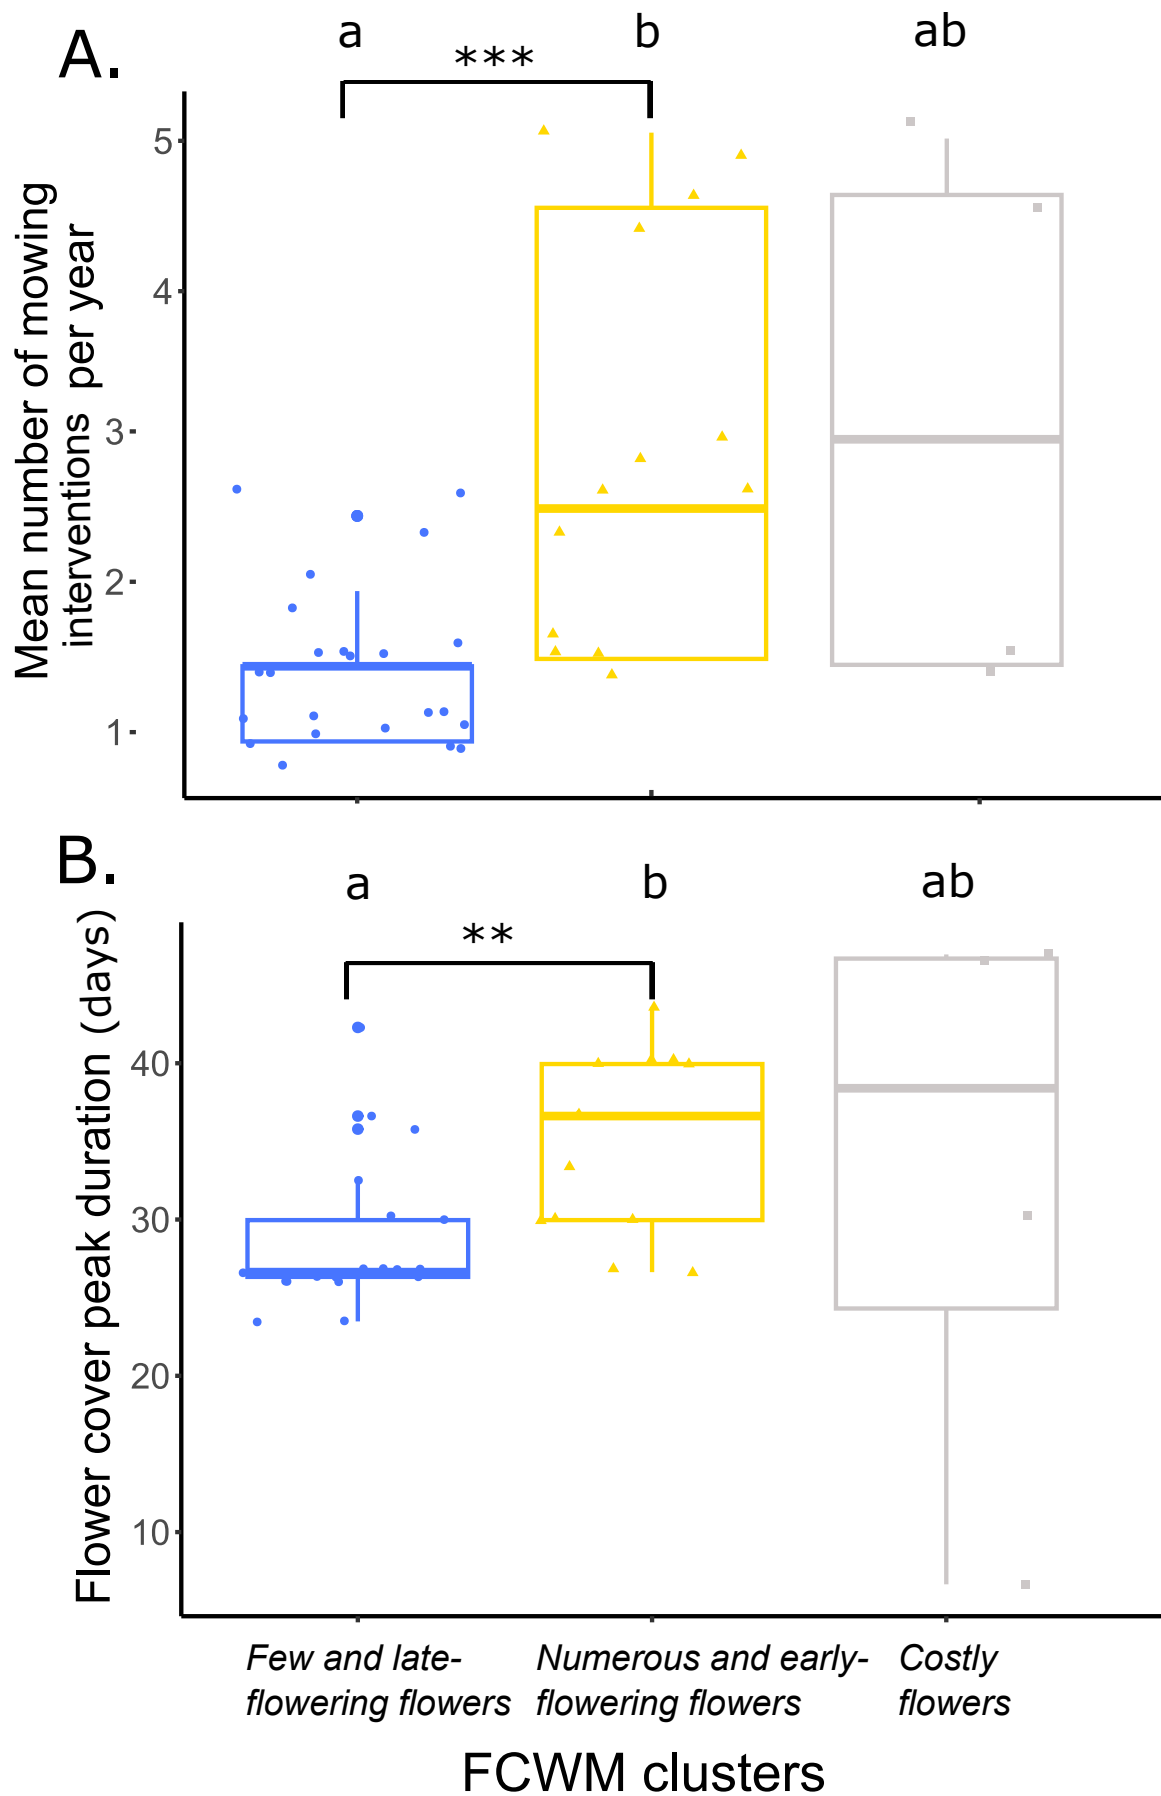 A.
a
b
ab
***
Mean number of mowing
interventions per year
5
4
3
2
1
B.
a
b
ab
**
Flower cover peak duration (days)
40
30
20
10
Few and late-
flowering flowers
Numerous and early-
flowering flowers
Costly
flowers
FCWM clusters